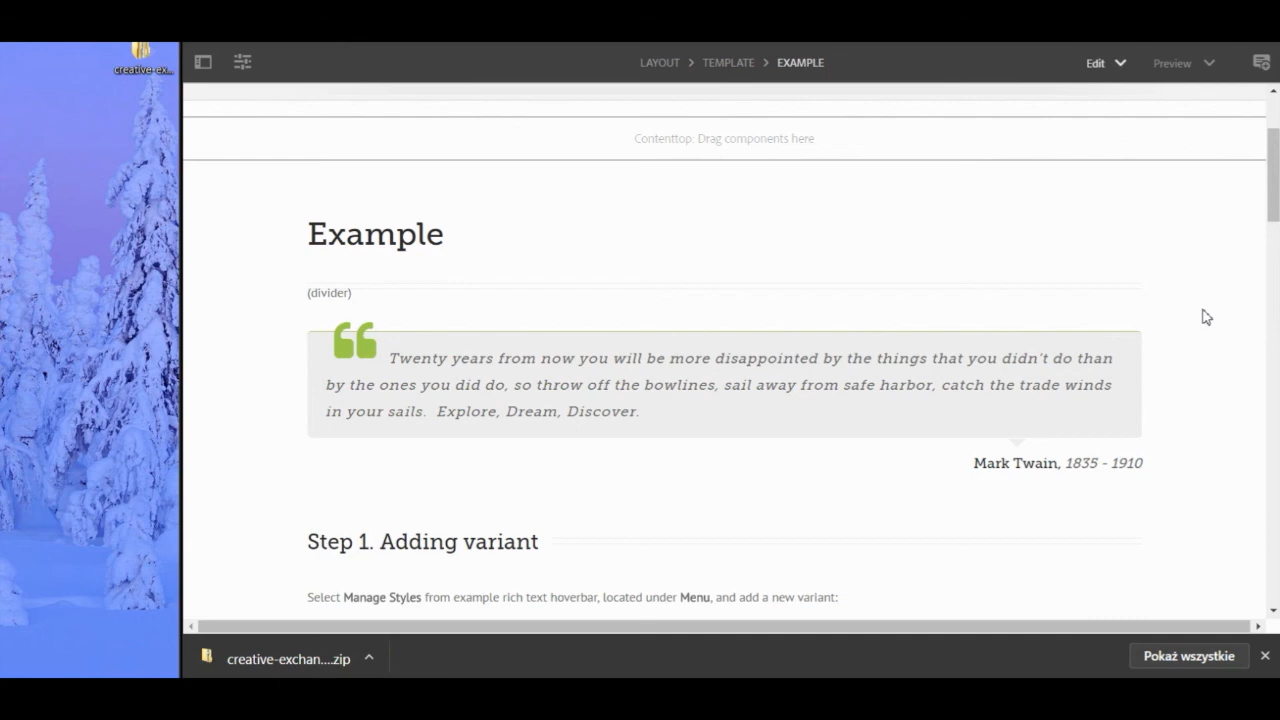 creative-ex...
LAYOUT > TEMPLATE > EXAMPLE
Edit
Preview
Contenttop: Drag components here
Example
(divider)
Twenty years from now you will be more disappointed by the things that you didn't do than
by the ones you did do, so throw off the bowlines, sail away from safe harbor, catch the trade winds
in your sails.  Explore, Dream, Discover.
Mark Twain, 1835 - 1910
Step 1. Adding variant
Select Manage Styles from example rich text hoverbar, located under Menu, and add a new variant:
creative-exchan....zip
Pokaż wszystkie